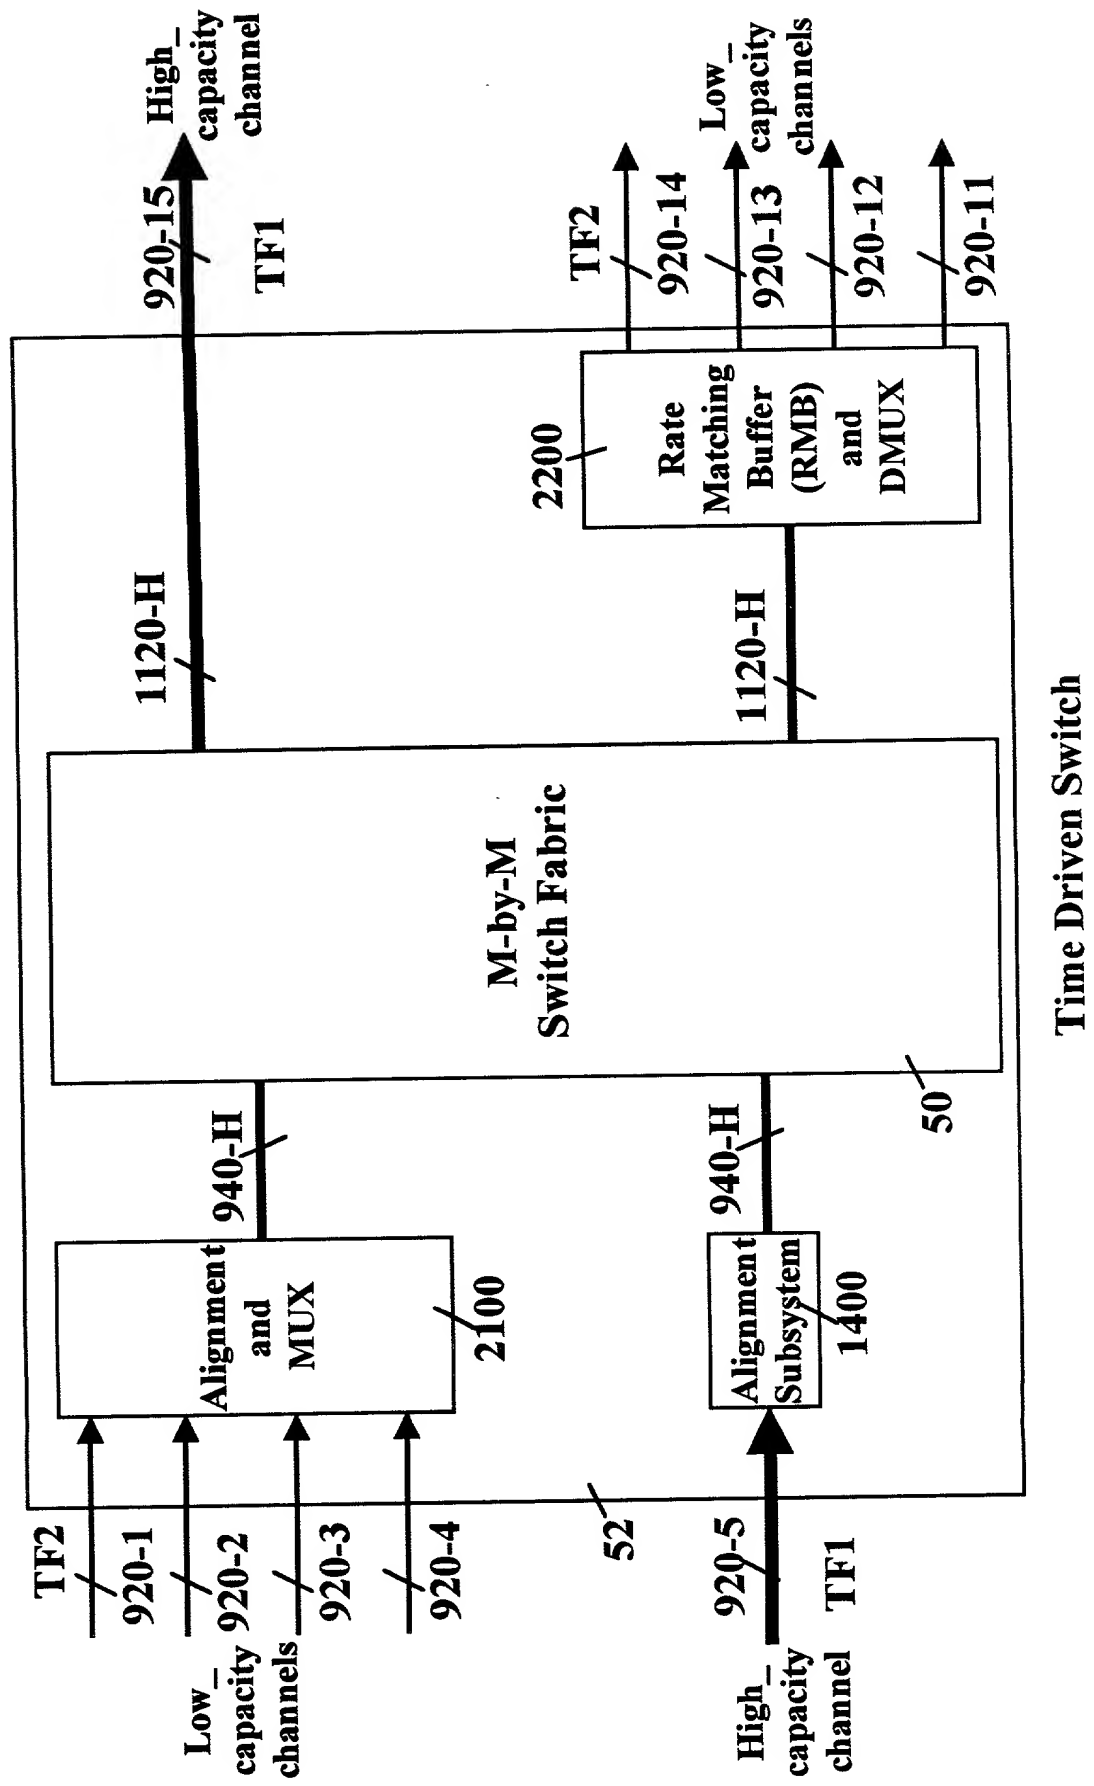 Low_
capacity
channels
TF2
920-1
920-2
920-3
920-4
High_
capacity
channel
920-5
TF1
52
Alignment
and
MUX
2100
Alignment
Subsystem
1400
940-H
940-H
M-by-M
Switch Fabric
50
1120-H
1120-H
2200
Rate
Matching
Buffer
(RMB)
and
DMUX
920-15
TF1
High_
capacity
channel
TF2
920-14
920-13
920-12
920-11
Low_
capacity
channels
Time Driven Switch